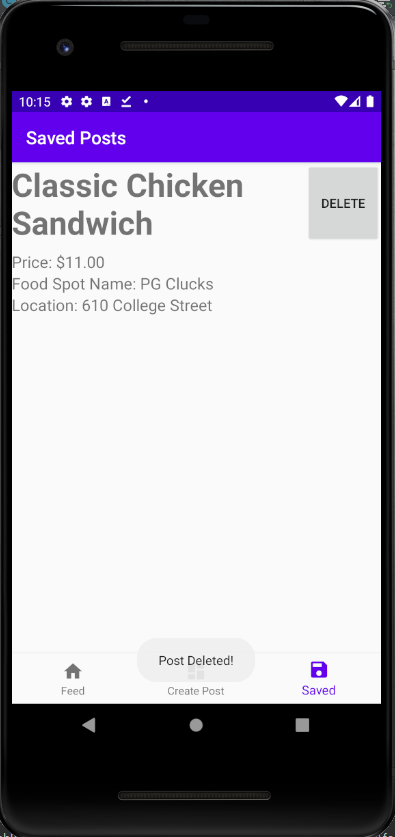 10:15
Saved Posts
Classic Chicken
Sandwich
DELETE
Price: $11.00
Food Spot Name: PG Clucks
Location: 610 College Street
Post Deleted!
Feed
Create Post
Saved